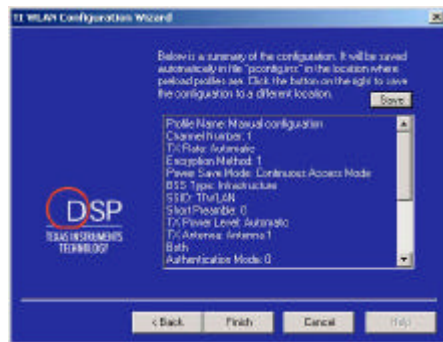 TI WLAN Configuration Wizard
Below is a summary of the configuration. It will be saved
automatically in file "pconfig.ini" in the location where
preload profiles are. Click the button on the right to save
the configuration to a different location.
Save
Profile Name: Manual configuration
Channel Number: 1
TX Rate: Automatic
Encryption Method: 1
Power Save Mode: Continuous Access Mode
BSS Type: Infrastructure
SSID: TIWLAN
Short Preamble: 0
TX Power Level: Automatic
TX Antenna: Antenna 1
Both
Authentication Mode: 0
DSP
TEXAS INSTRUMENTS
TECHNOLOGY
< Back
Finish
Cancel
Help